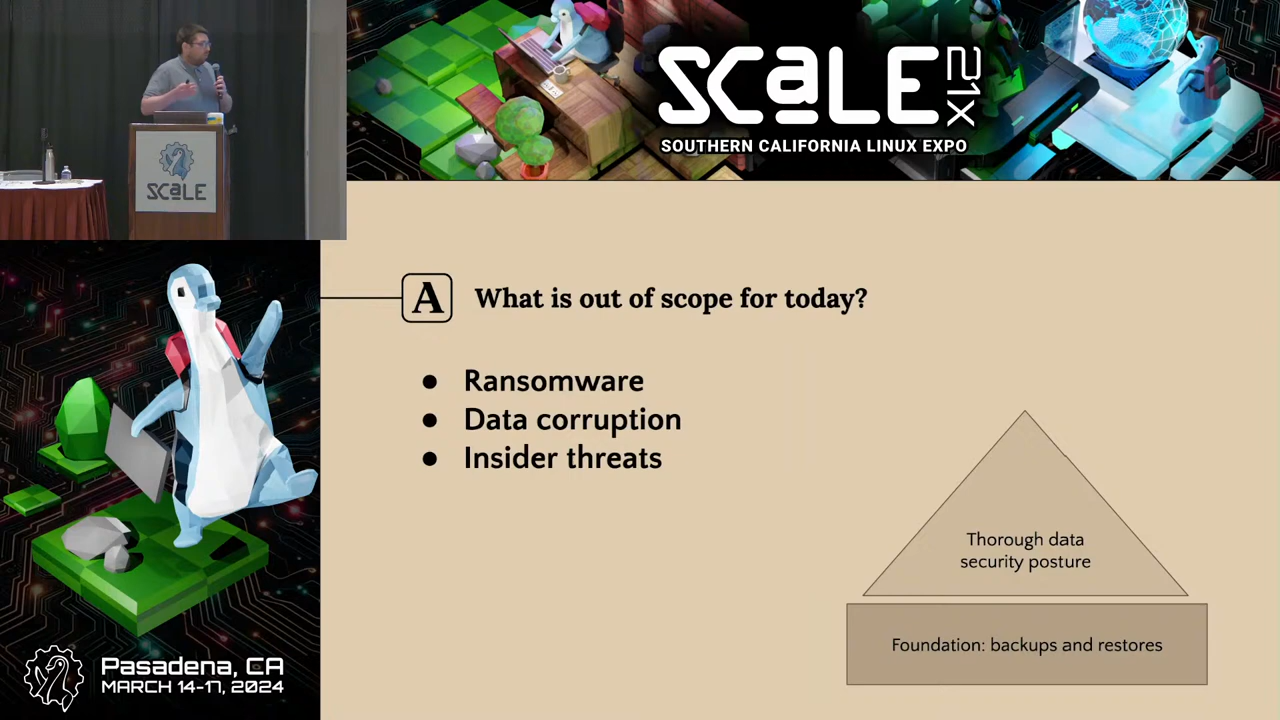 SCaLE 21x
SOUTHERN CALIFORNIA LINUX EXPO
SCaLE
A
What is out of scope for today?
● Ransomware
● Data corruption
● Insider threats
Thorough data
security posture
Foundation: backups and restores
Pasadena, CA
MARCH 14-17, 2024